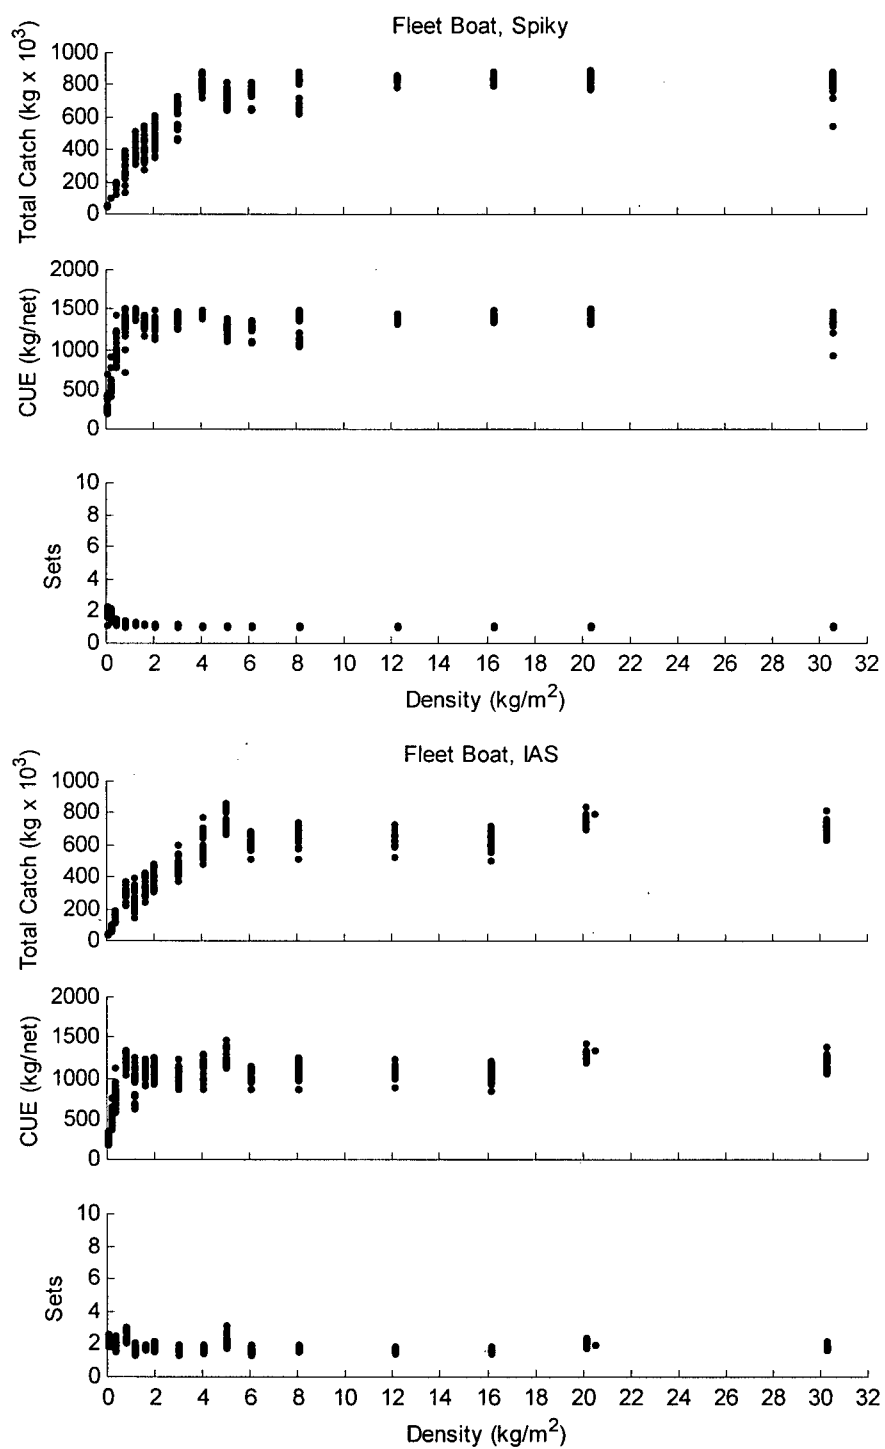 Fleet Boat, Spiky
Total Catch (kg x 10³)
1000
800
600
400
200
0
CUE (kg/net)
2000
1500
1000
500
0
Sets
10
8
6
4
2
0
0 2 4 6 8 10 12 14 16 18 20 22 24 26 28 30 32
Density (kg/m²)
Fleet Boat, IAS
Total Catch (kg x 10³)
1000
800
600
400
200
0
CUE (kg/net)
2000
1500
1000
500
0
Sets
10
8
6
4
2
0
0 2 4 6 8 10 12 14 16 18 20 22 24 26 28 30 32
Density (kg/m²)